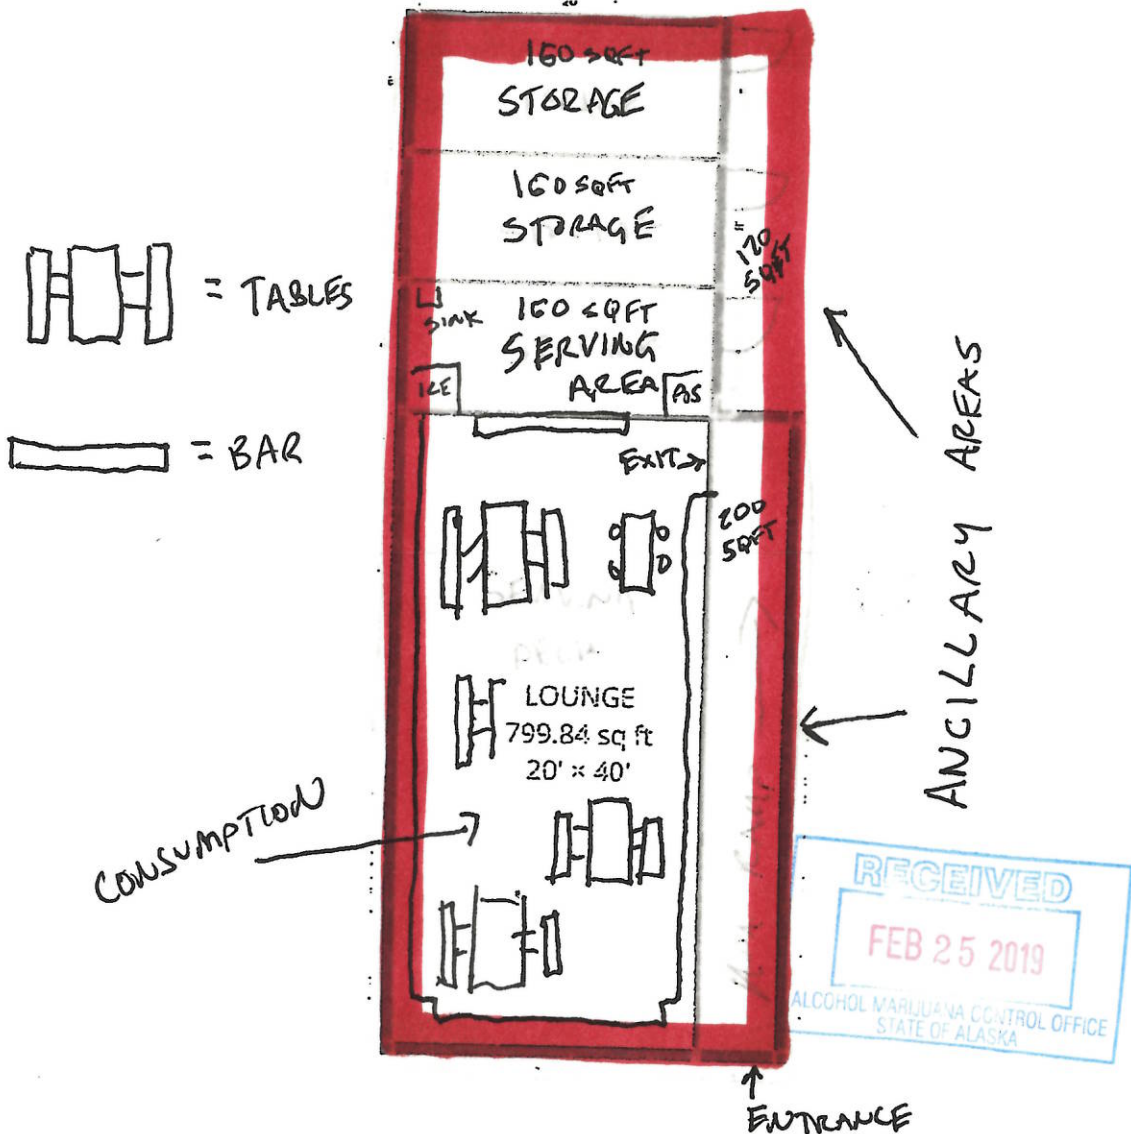 20'
160 SQFT
STORAGE
160 SQFT
STORAGE
120
SQFT
= TABLES
SINK
160 SQFT
SERVING
AREA
ICE
EXIT
= BAR
200
SQFT
ANCILLARY AREAS
LOUNGE
799.84 sq ft
20' × 40'
CONSUMPTION
RECEIVED
FEB 25 2019
ALCOHOL MARIJUANA CONTROL OFFICE
STATE OF ALASKA
ENTRANCE